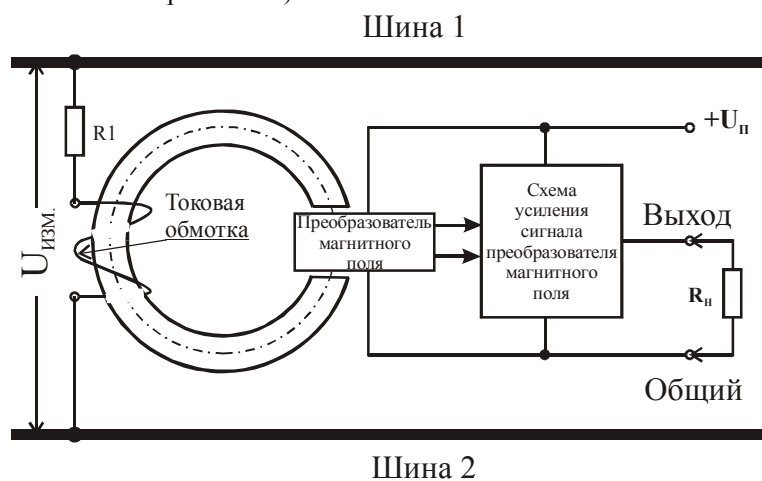 Шина 1
R1
+Uп
Токовая
обмотка
Uизм.
Преобразователь
магнитного
поля
Схема
усиления
сигнала
преобразователя
магнитного
поля
Выход
Rн
Общий
Шина 2